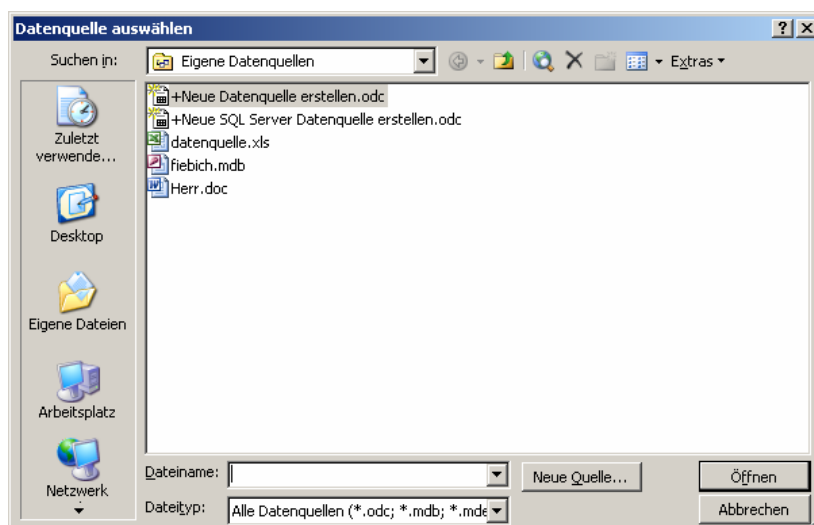 Datenquelle auswählen
Suchen in: Eigene Datenquellen Extras
+Neue Datenquelle erstellen.odc
+Neue SQL Server Datenquelle erstellen.odc
datenquelle.xls
fiebich.mdb
Herr.doc
Zuletzt
verwende...
Desktop
Eigene Dateien
Arbeitsplatz
Netzwerk
Dateiname: Neue Quelle... Öffnen
Dateityp: Alle Datenquellen (*.odc; *.mdb; *.mde Abbrechen